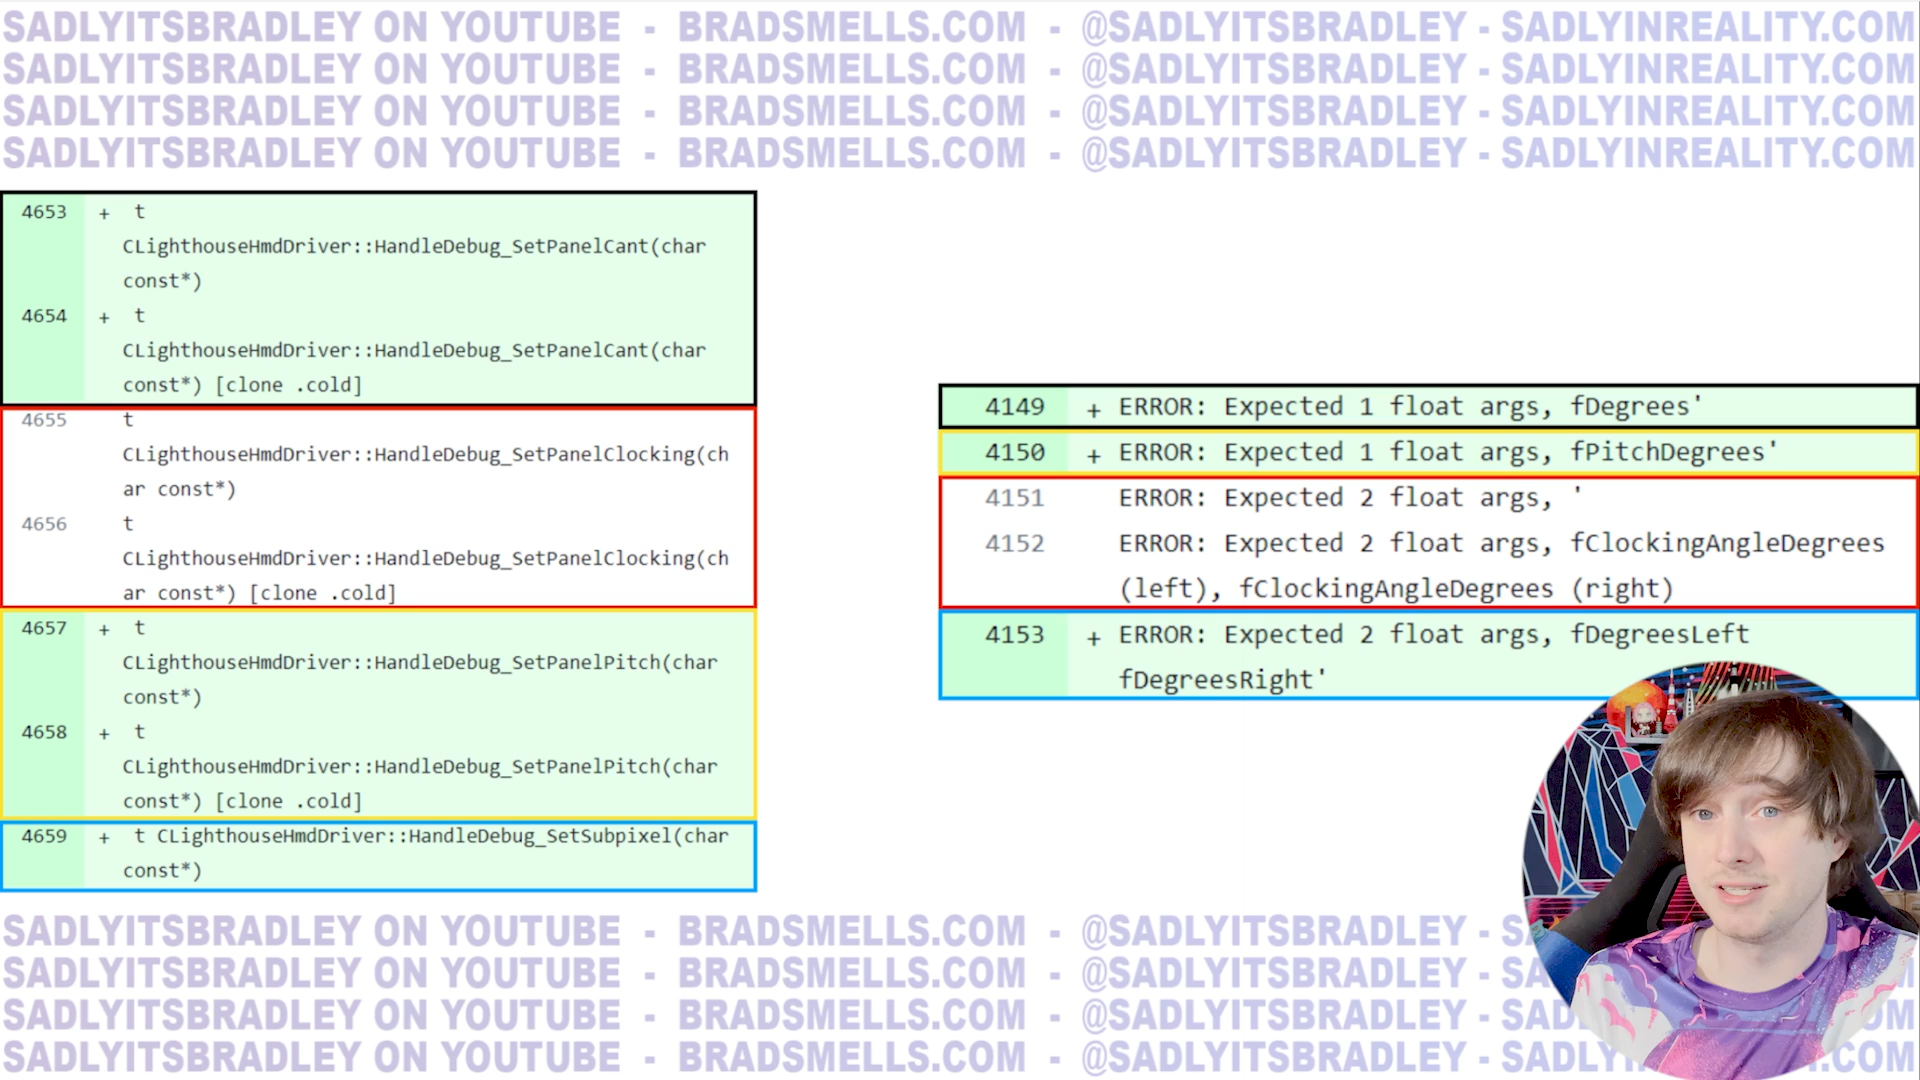 SADLYITSBRADLEY ON YOUTUBE - BRADSMELLS.COM - @SADLYITSBRADLEY - SADLYINREALITY.COM
SADLYITSBRADLEY ON YOUTUBE - BRADSMELLS.COM - @SADLYITSBRADLEY - SADLYINREALITY.COM
SADLYITSBRADLEY ON YOUTUBE - BRADSMELLS.COM - @SADLYITSBRADLEY - SADLYINREALITY.COM
SADLYITSBRADLEY ON YOUTUBE - BRADSMELLS.COM - @SADLYITSBRADLEY - SADLYINREALITY.COM
4653 + t
CLighthouseHmdDriver::HandleDebug_SetPanelCant(char
const*)
4654 + t
CLighthouseHmdDriver::HandleDebug_SetPanelCant(char
const*) [clone .cold]
4655 t
CLighthouseHmdDriver::HandleDebug_SetPanelClocking(ch
ar const*)
4656 t
CLighthouseHmdDriver::HandleDebug_SetPanelClocking(ch
ar const*) [clone .cold]
4657 + t
CLighthouseHmdDriver::HandleDebug_SetPanelPitch(char
const*)
4658 + t
CLighthouseHmdDriver::HandleDebug_SetPanelPitch(char
const*) [clone .cold]
4659 + t CLighthouseHmdDriver::HandleDebug_SetSubpixel(char
const*)
4149 + ERROR: Expected 1 float args, fDegrees'
4150 + ERROR: Expected 1 float args, fPitchDegrees'
4151 ERROR: Expected 2 float args, '
4152 ERROR: Expected 2 float args, fClockingAngleDegrees
(left), fClockingAngleDegrees (right)
4153 + ERROR: Expected 2 float args, fDegreesLeft
fDegreesRight'
SADLYITSBRADLEY ON YOUTUBE - BRADSMELLS.COM - @SADLYITSBRADLEY - S
SADLYITSBRADLEY ON YOUTUBE - BRADSMELLS.COM - @SADLYITSBRADLEY - SA
SADLYITSBRADLEY ON YOUTUBE - BRADSMELLS.COM - @SADLYITSBRADLEY - SAD OM
SADLYITSBRADLEY ON YOUTUBE - BRADSMELLS.COM - @SADLYITSBRADLEY - SADLY .COM